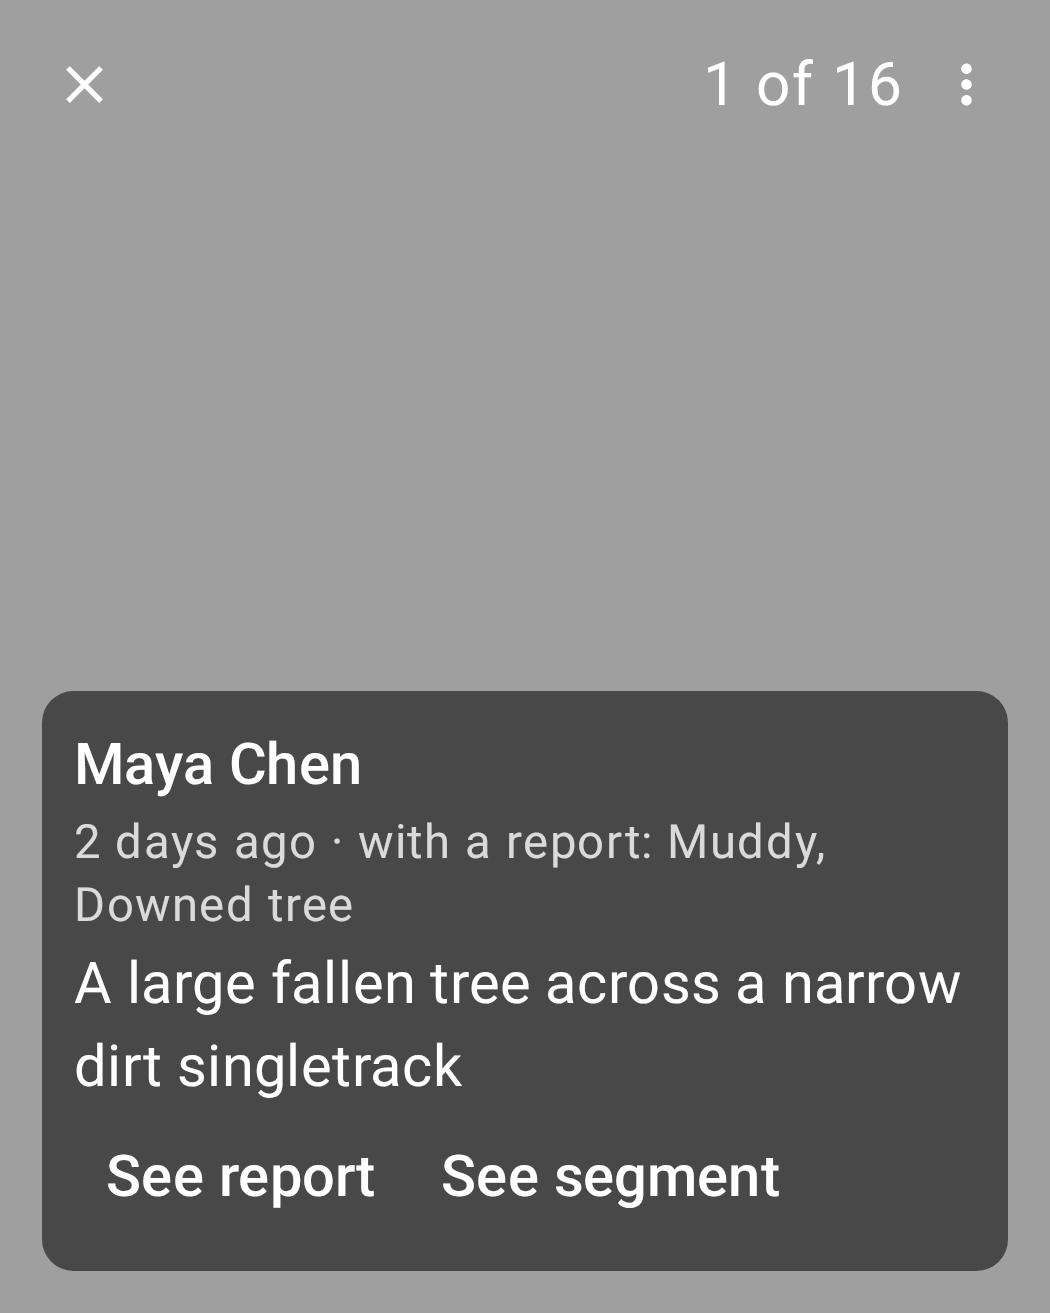 1 of 16
Maya Chen
2 days ago · with a report: Muddy,
Downed tree
A large fallen tree across a narrow
dirt singletrack
See report See segment